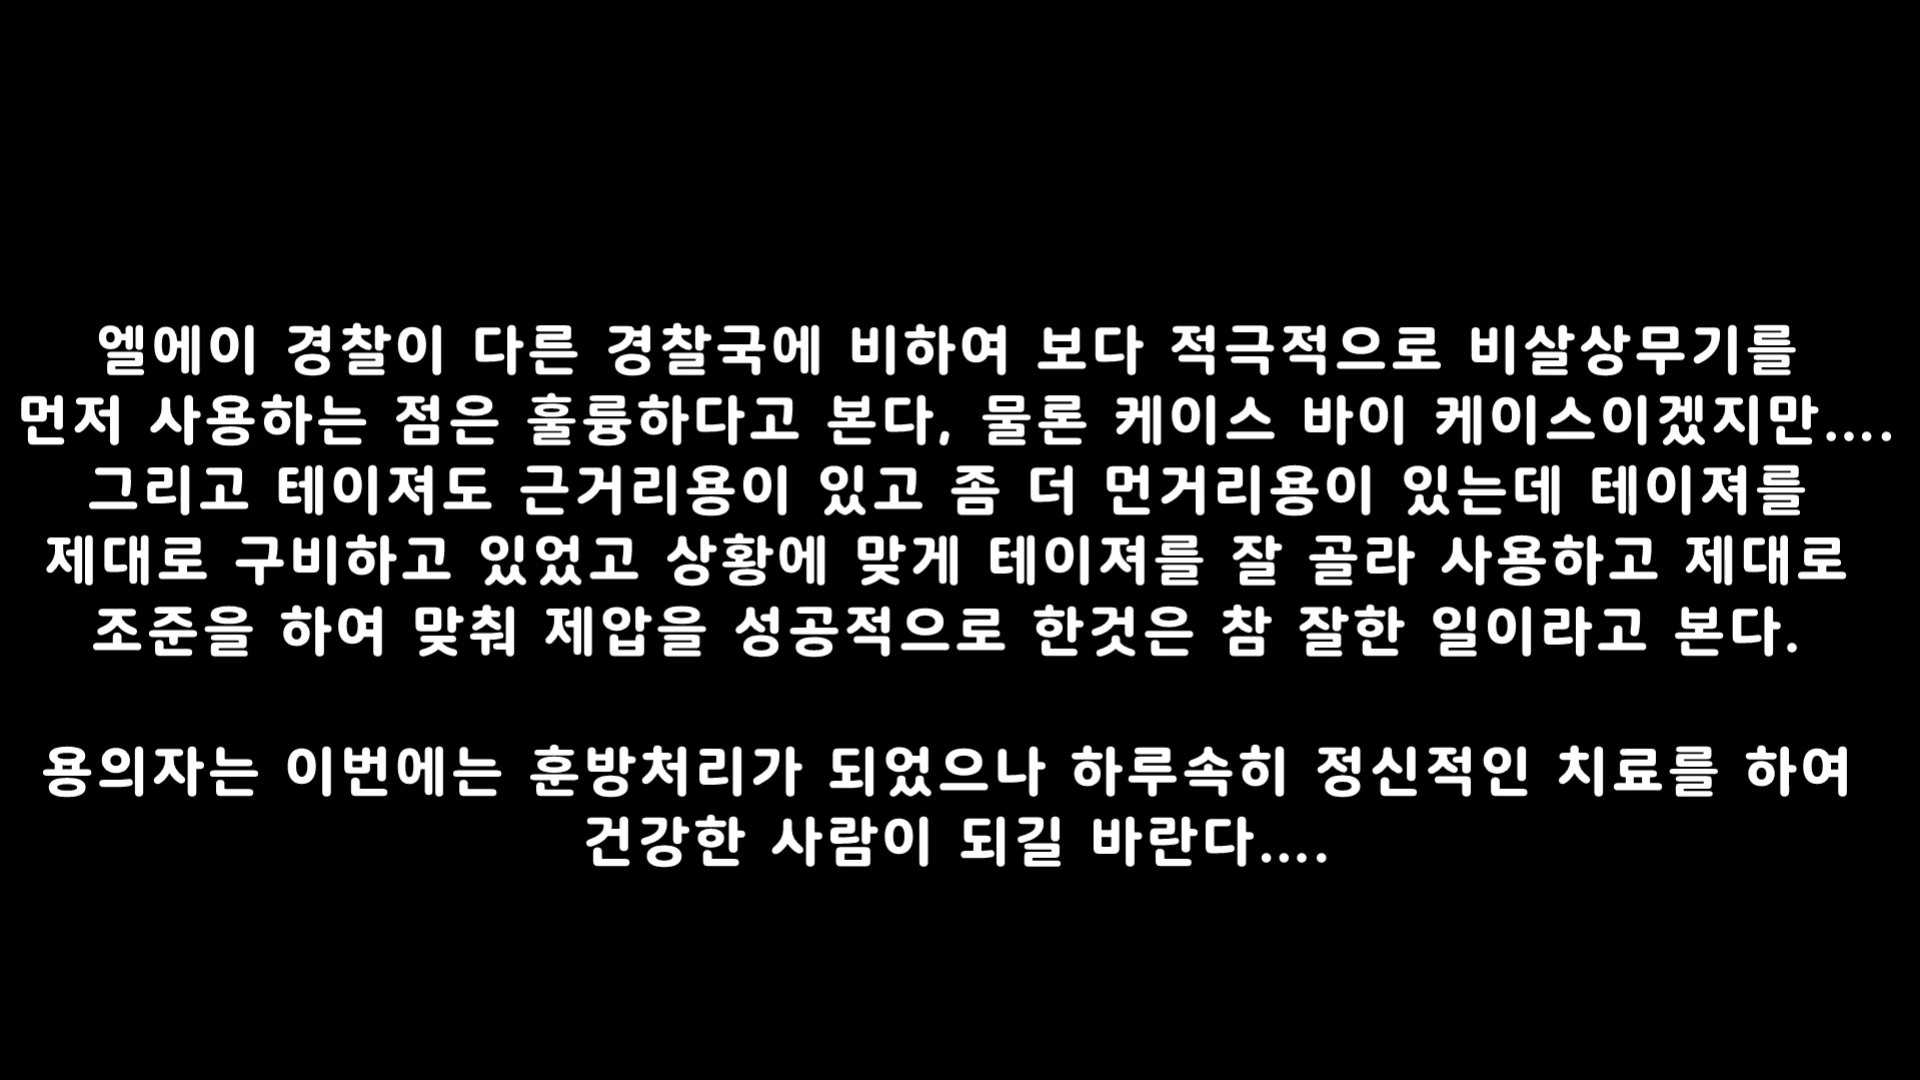 엘에이 경찰이 다른 경찰국에 비하여 보다 적극적으로 비살상무기를
먼저 사용하는 점은 훌륭하다고 본다, 물론 케이스 바이 케이스이겠지만....
그리고 테이져도 근거리용이 있고 좀 더 먼거리용이 있는데 테이져를
제대로 구비하고 있었고 상황에 맞게 테이져를 잘 골라 사용하고 제대로
조준을 하여 맞춰 제압을 성공적으로 한것은 참 잘한 일이라고 본다.
용의자는 이번에는 훈방처리가 되었으나 하루속히 정신적인 치료를 하여
건강한 사람이 되길 바란다....